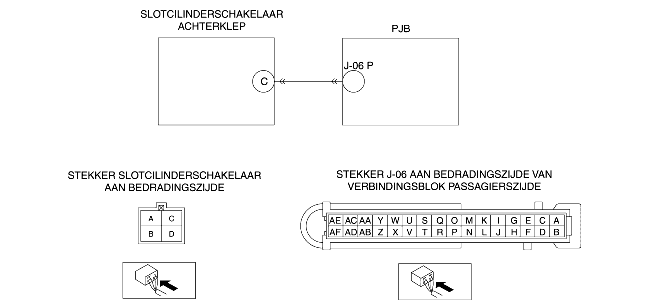 SLOTCILINDERSCHAKELAAR
ACHTERKLEP
PJB
J-06 P
C
STEKKER SLOTCILINDERSCHAKELAAR
AAN BEDRADINGSZIJDE
STEKKER J-06 AAN BEDRADINGSZIJDE VAN
VERBINDINGSBLOK PASSAGIERSZIJDE
A C
B D
AE AC AA Y W U S Q O M K I G E C A
AF AD AB Z X V T R P N L J H F D B